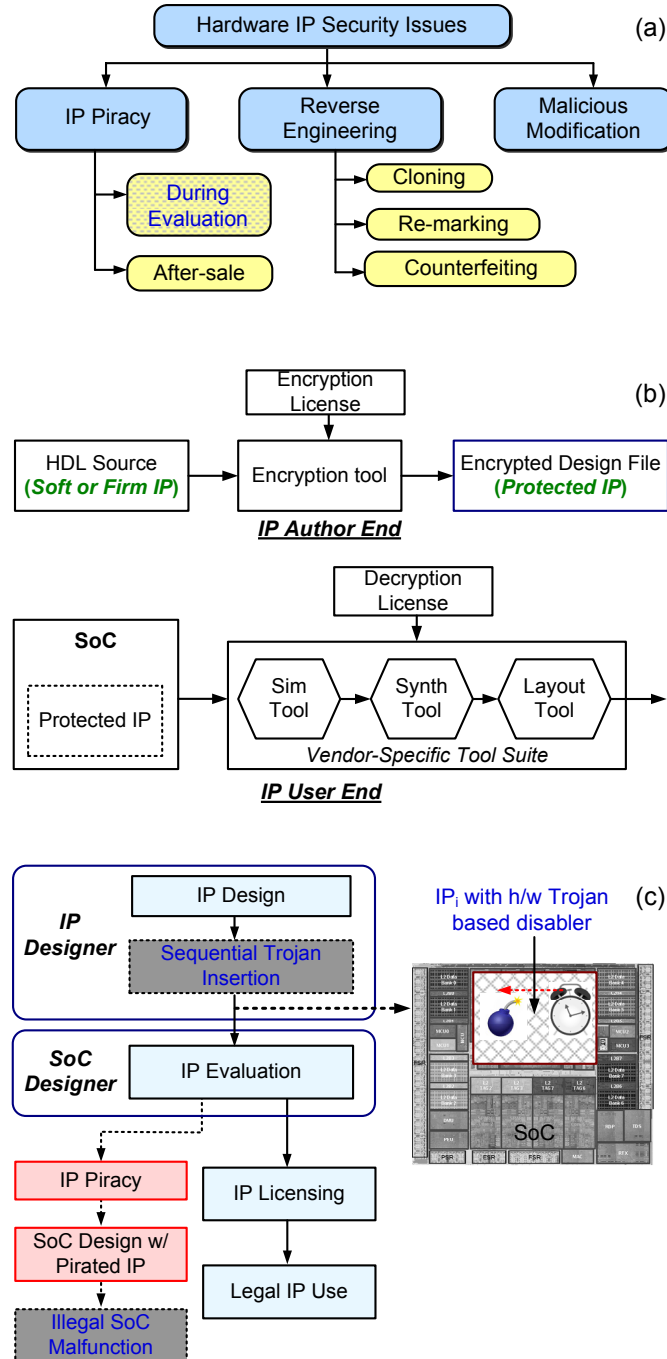 Hardware IP Security Issues
(a)
IP Piracy
Reverse
Engineering
Malicious
Modification
During
Evaluation
After-sale
Cloning
Re-marking
Counterfeiting
Encryption
License
(b)
HDL Source
(Soft or Firm IP)
Encryption tool
Encrypted Design File
(Protected IP)
IP Author End
Decryption
License
SoC
Protected IP
Sim
Tool
Synth
Tool
Layout
Tool
Vendor-Specific Tool Suite
IP User End
(c)
IP Design
IP
Designer
Sequential Trojan
Insertion
SoC
Designer
IP Evaluation
IP Piracy
IP Licensing
SoC Design w/
Pirated IP
Legal IP Use
Illegal SoC
Malfunction
IPi with h/w Trojan
based disabler
SoC